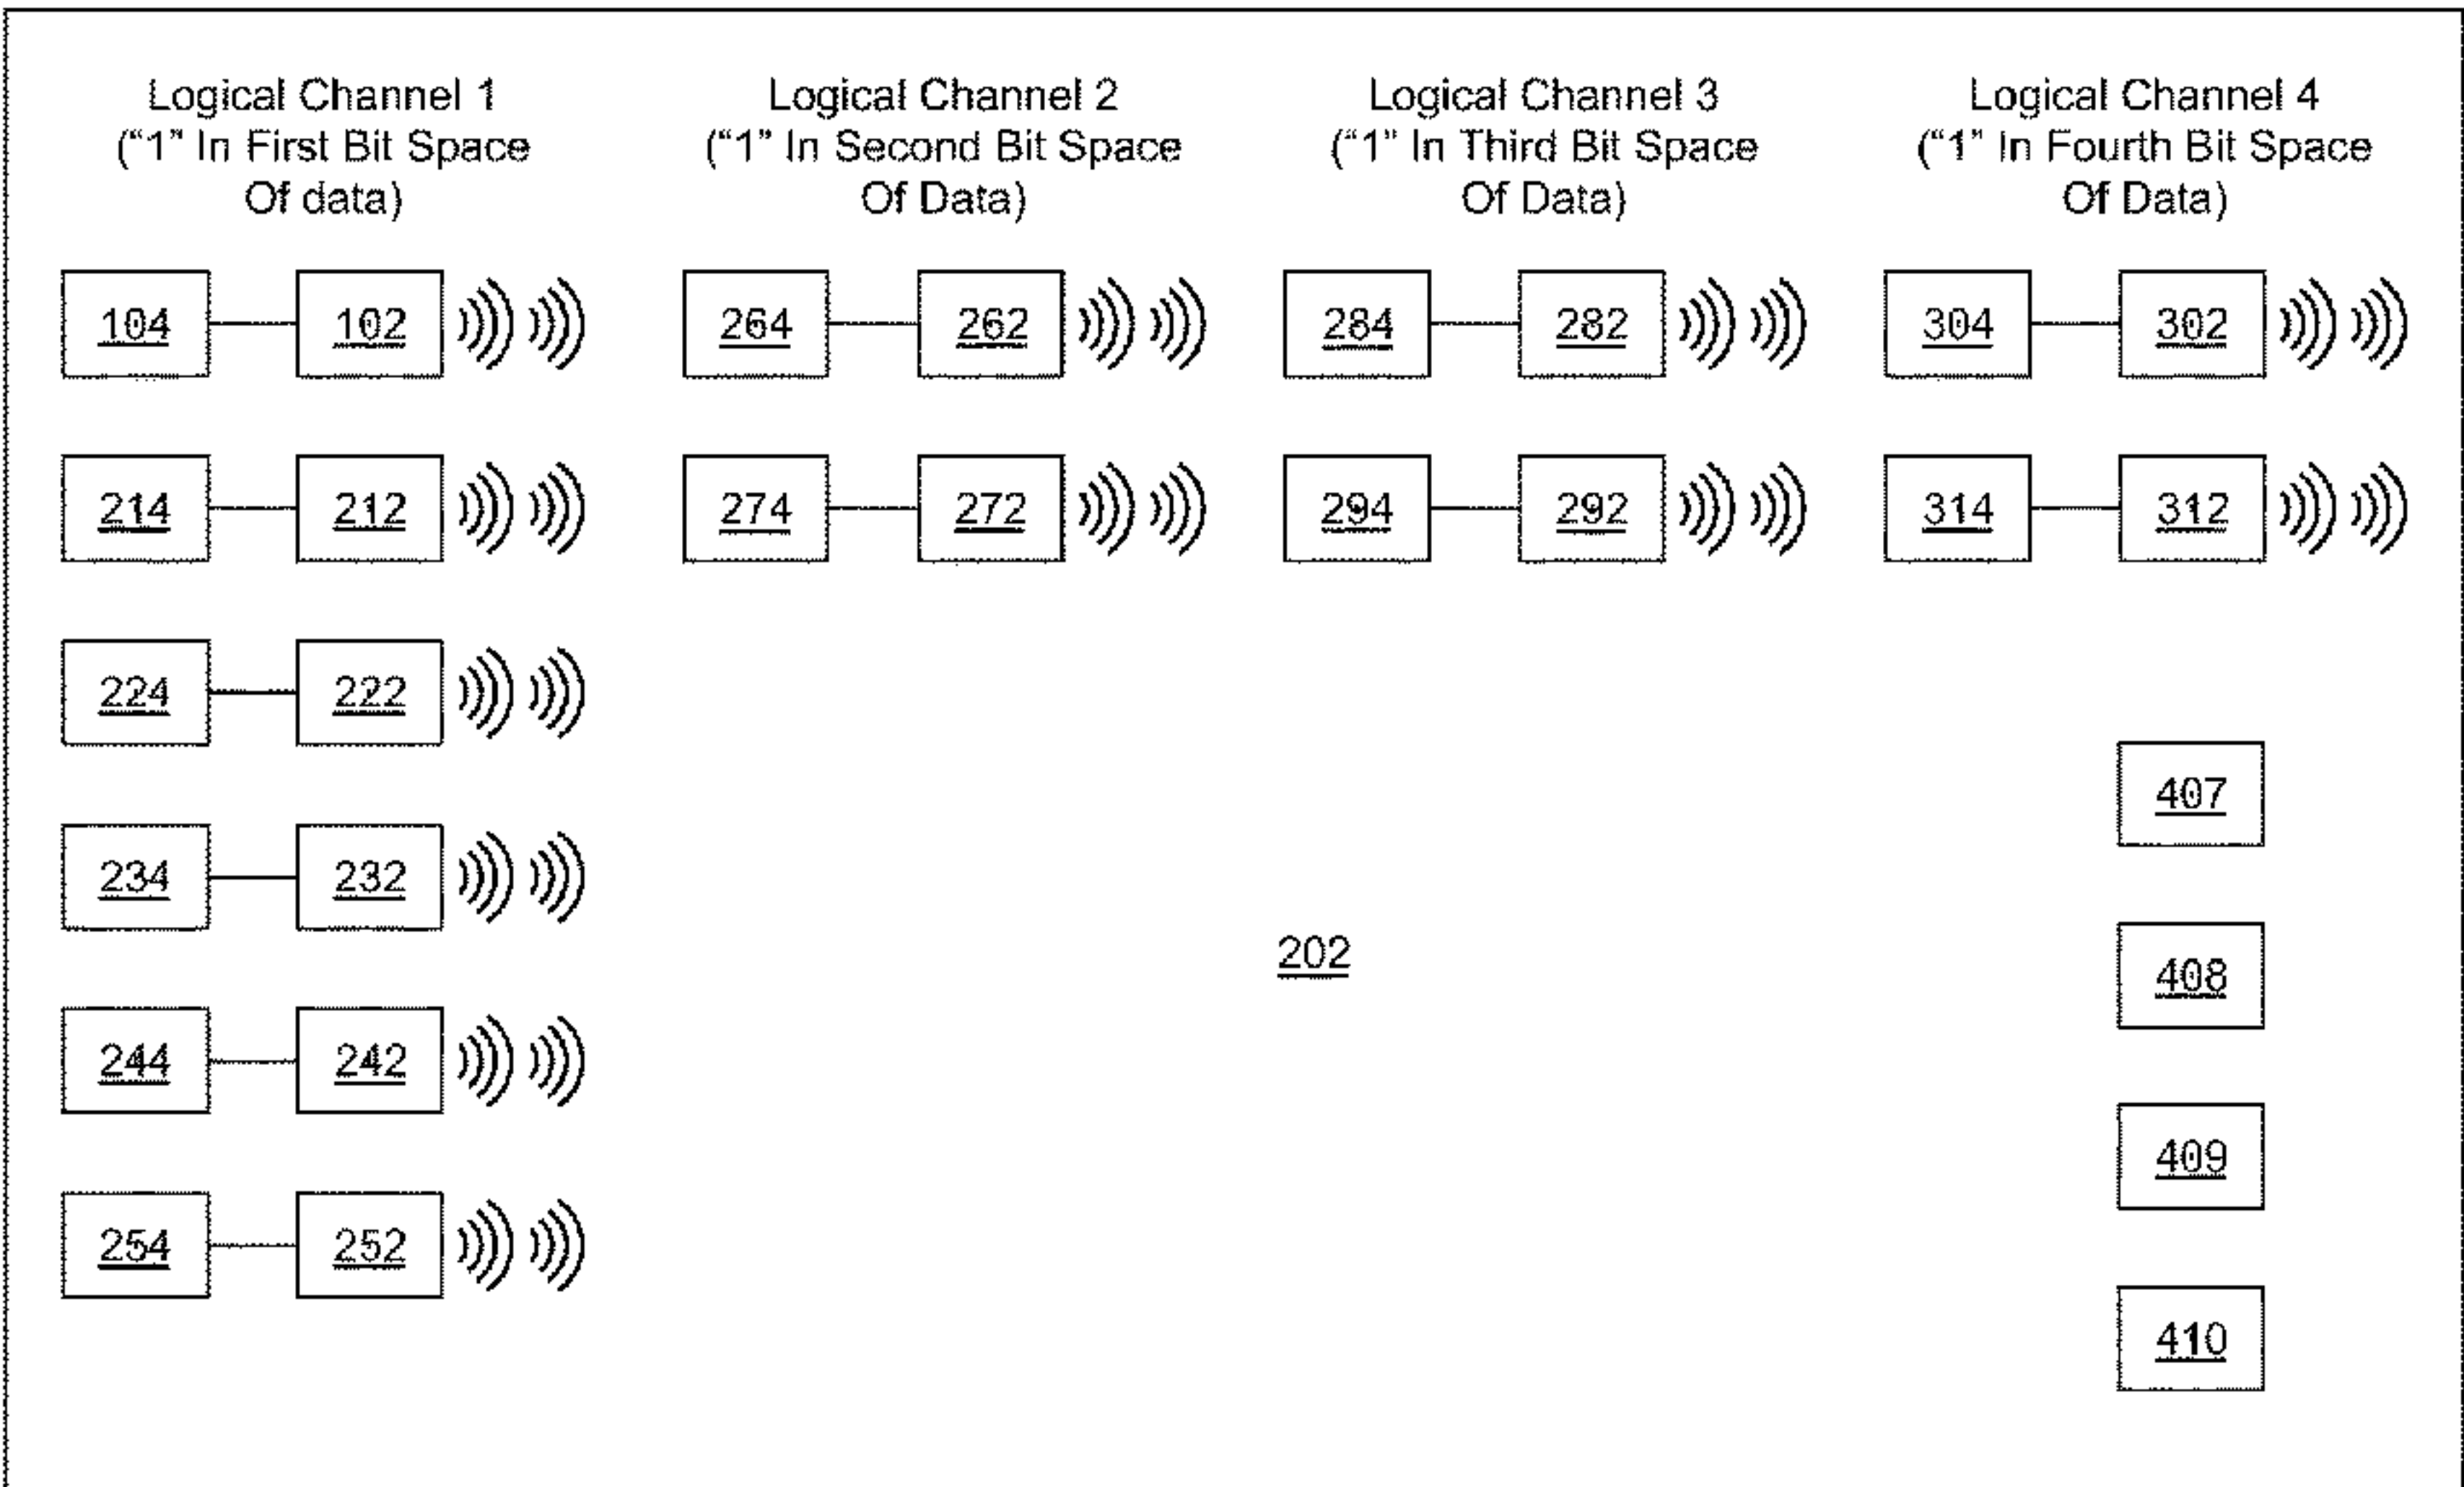 Logical Channel 1
("1" In First Bit Space
Of data)
Logical Channel 2
("1" In Second Bit Space
Of Data)
Logical Channel 3
("1" In Third Bit Space
Of Data)
Logical Channel 4
("1" In Fourth Bit Space
Of Data)
104 102 264 262 284 282 304 302
214 212 274 272 294 292 314 312
224 222
407
234 232
202
408
244 242
409
254 252
410